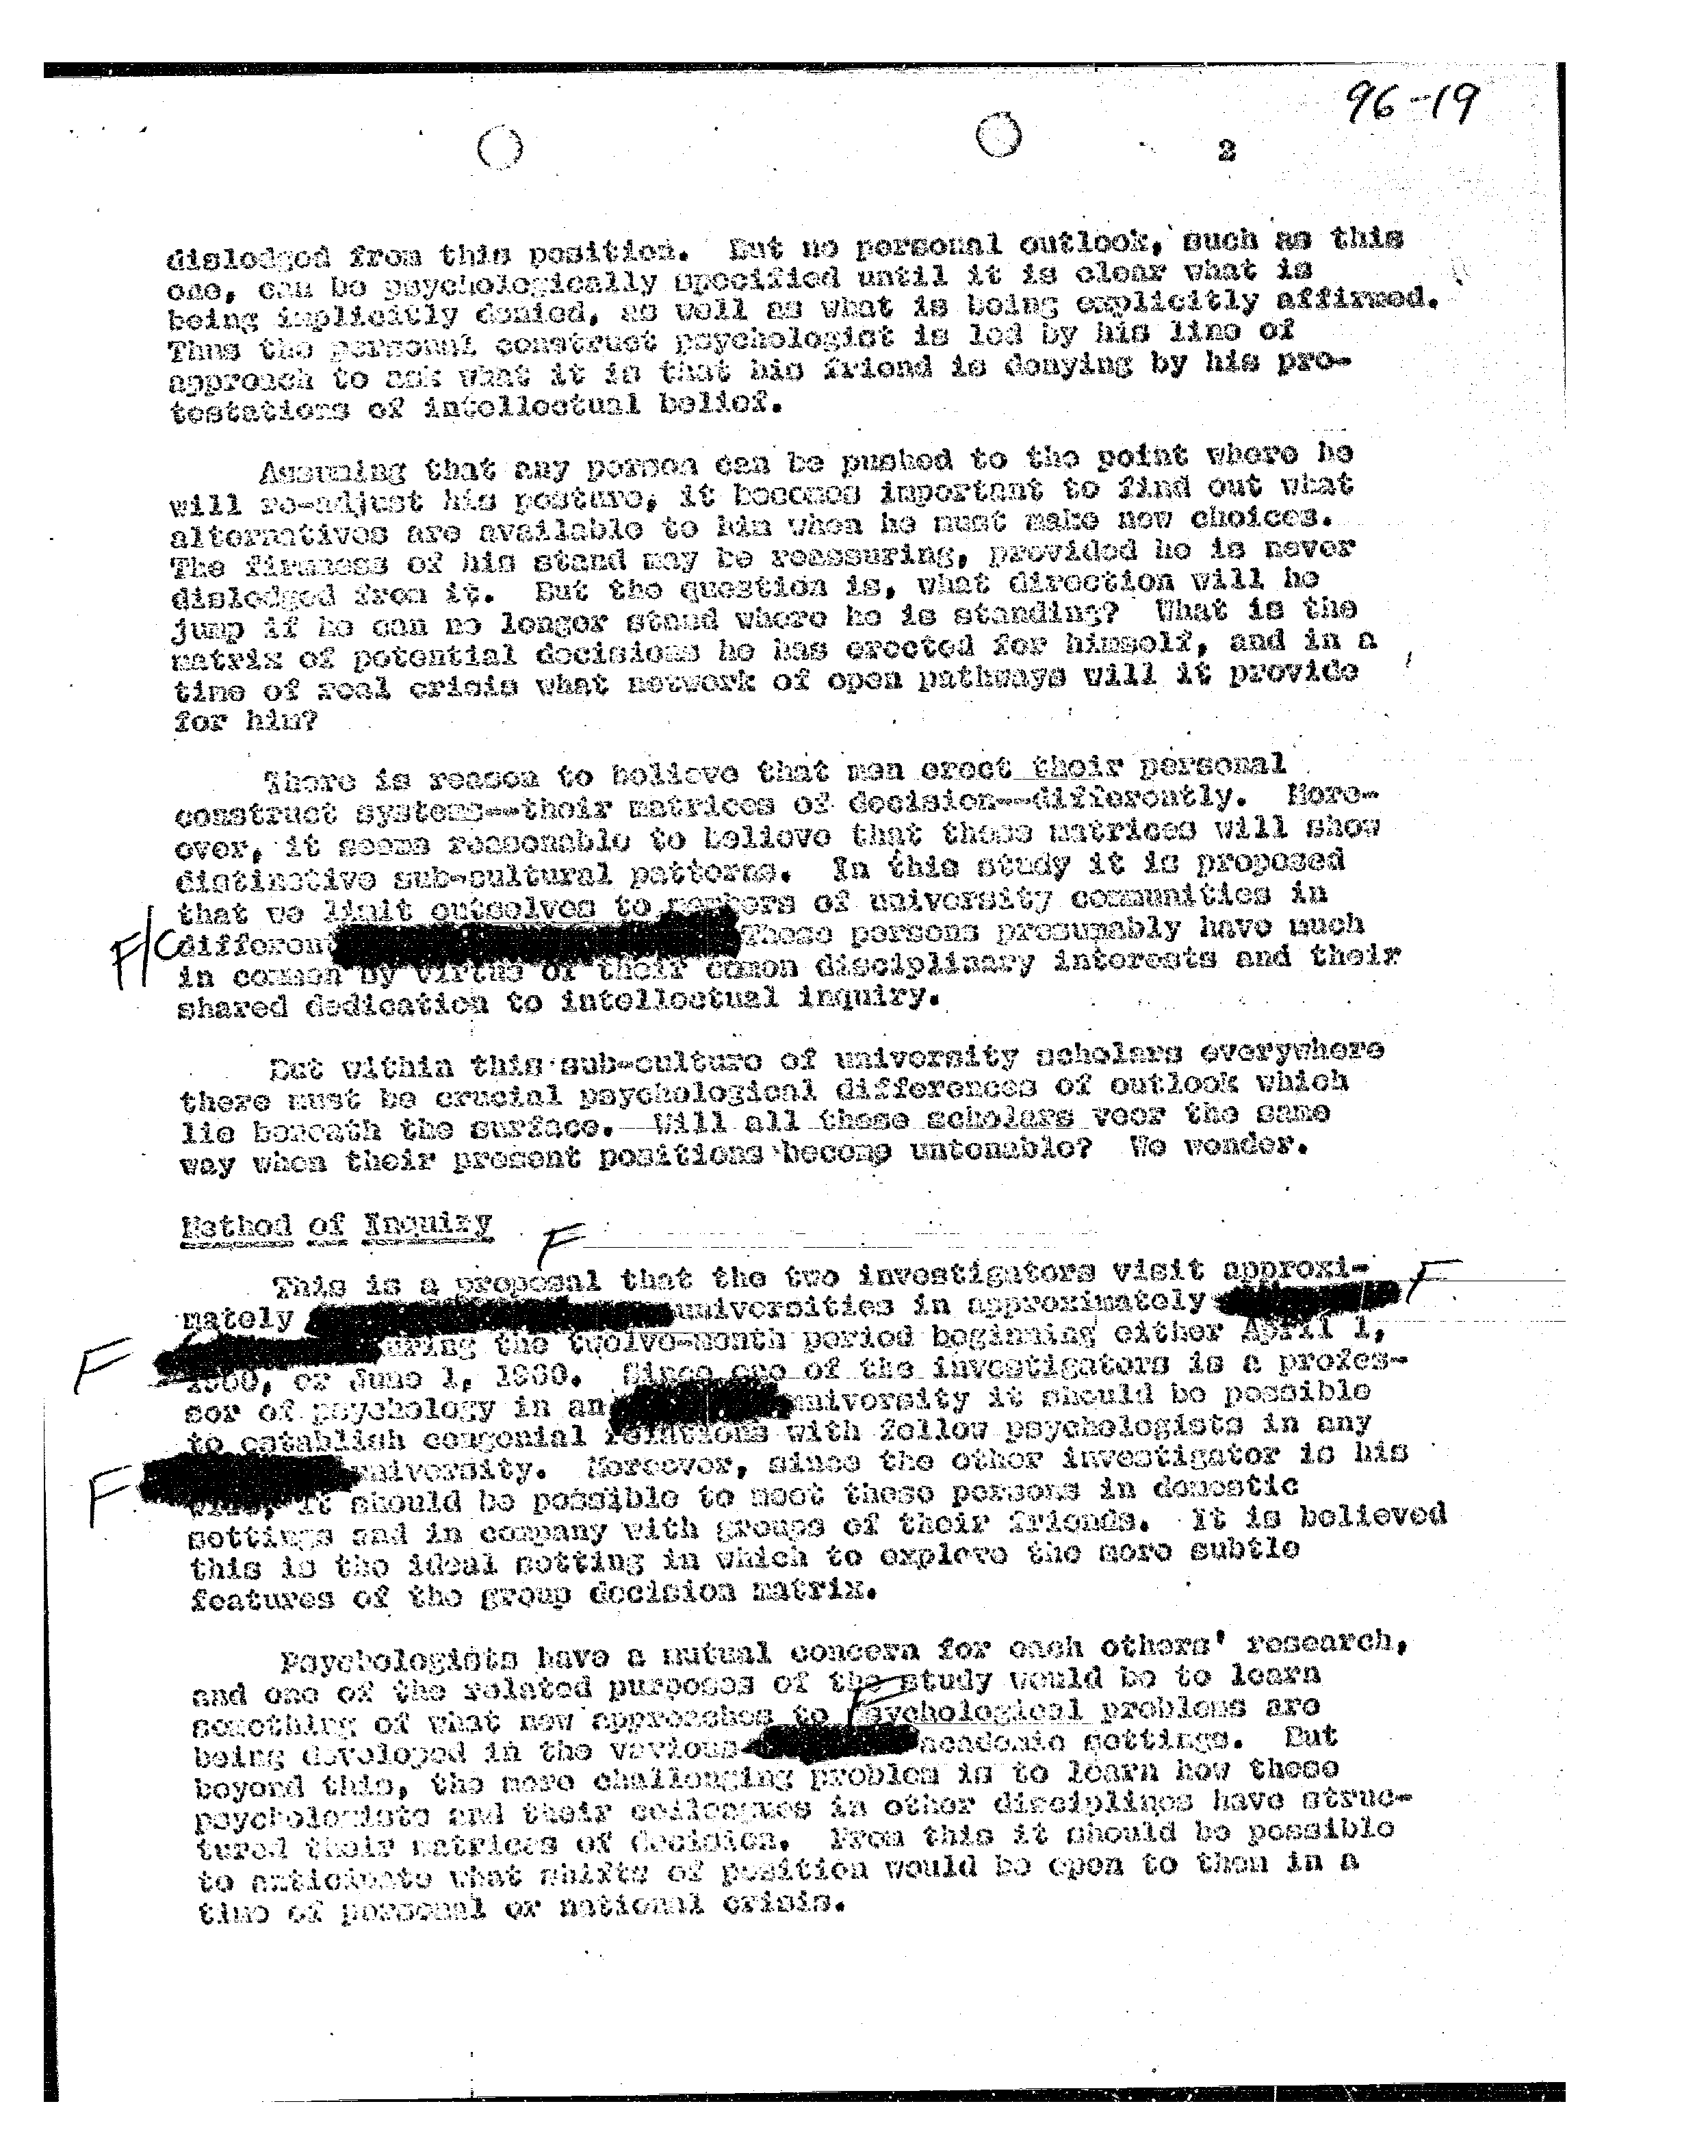 96-19
2
dislodged from this position. But no personal outlook, such as this
one, can be psychologically specified until it is clear what is
being implicitly denied, as well as what is being explicitly affirmed.
Thus the personal construct psychologist is led by his line of
approach to ask what it is that his friend is denying by his pro-
testations of intellectual belief.
Assuming that any person can be pushed to the point where he
will re-adjust his posture, it becomes important to find out what
alternatives are available to him when he must make new choices.
The firmness of his stand may be reassuring, provided he is never
dislodged from it. But the question is, what direction will he
jump if he can no longer stand where he is standing? What is the
matrix of potential decisions he has erected for himself, and in a
time of real crisis what network of open pathways will it provide
for him?
There is reason to believe that men erect their personal
construct systems--their matrices of decision--differently. More-
over, it seems reasonable to believe that these matrices will show
distinctive sub-cultural patterns. In this study it is proposed
that we limit outselves to members of university communities in
F/C different These persons presumably have much
in common by virtue of their comon disciplinary interests and their
shared dedication to intellectual inquiry.
But within this sub-culture of university scholars everywhere
there must be crucial psychological differences of outlook which
lie beneath the surface. Will all these scholars veer the same
way when their present positions become untenable? We wonder.
Method of Inquiry
F
This is a proposal that the two investigators visit approxi-
mately universities in approximately F
F during the twelve-month period beginning either April 1,
1960, or June 1, 1960. Since one of the investigators is a profes-
sor of psychology in an university it should be possible
to establish congenial relations with fellow psychologists in any
F university. Moreover, since the other investigator is his
wife, it should be possible to meet these persons in domestic
settings and in company with groups of their friends. It is believed
this is the ideal setting in which to explore the more subtle
features of the group decision matrix.
Psychologists have a mutual concern for each others' research,
and one of the related purposes of the study would be to learn
something of what new approaches to psychological problems are
F
being developed in the various academic settings. But
beyond this, the more challenging problem is to learn how these
psychologists and their colleagues in other disciplines have struc-
tured their matrices of decision. From this it should be possible
to anticipate what shifts of position would be open to them in a
time of personal or national crisis.